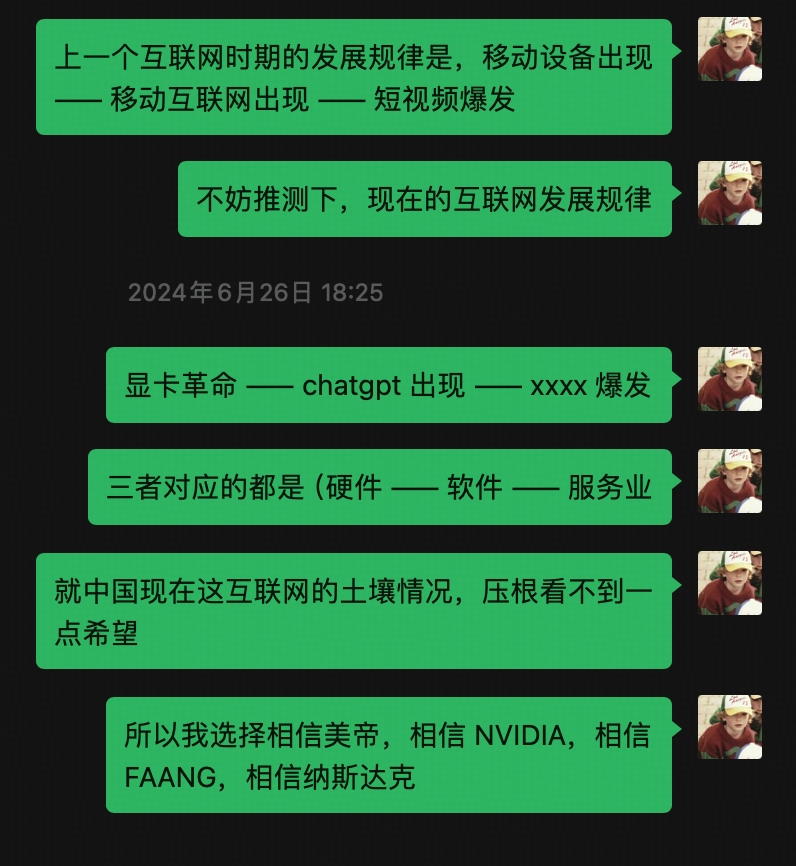 上一个互联网时期的发展规律是，移动设备出现
—— 移动互联网出现 —— 短视频爆发
不妨推测下，现在的互联网发展规律
2024年6月26日 18:25
显卡革命 —— chatgpt 出现 —— xxxx 爆发
三者对应的都是（硬件 —— 软件 —— 服务业
就中国现在这互联网的土壤情况，压根看不到一
点希望
所以我选择相信美帝，相信 NVIDIA，相信
FAANG，相信纳斯达克